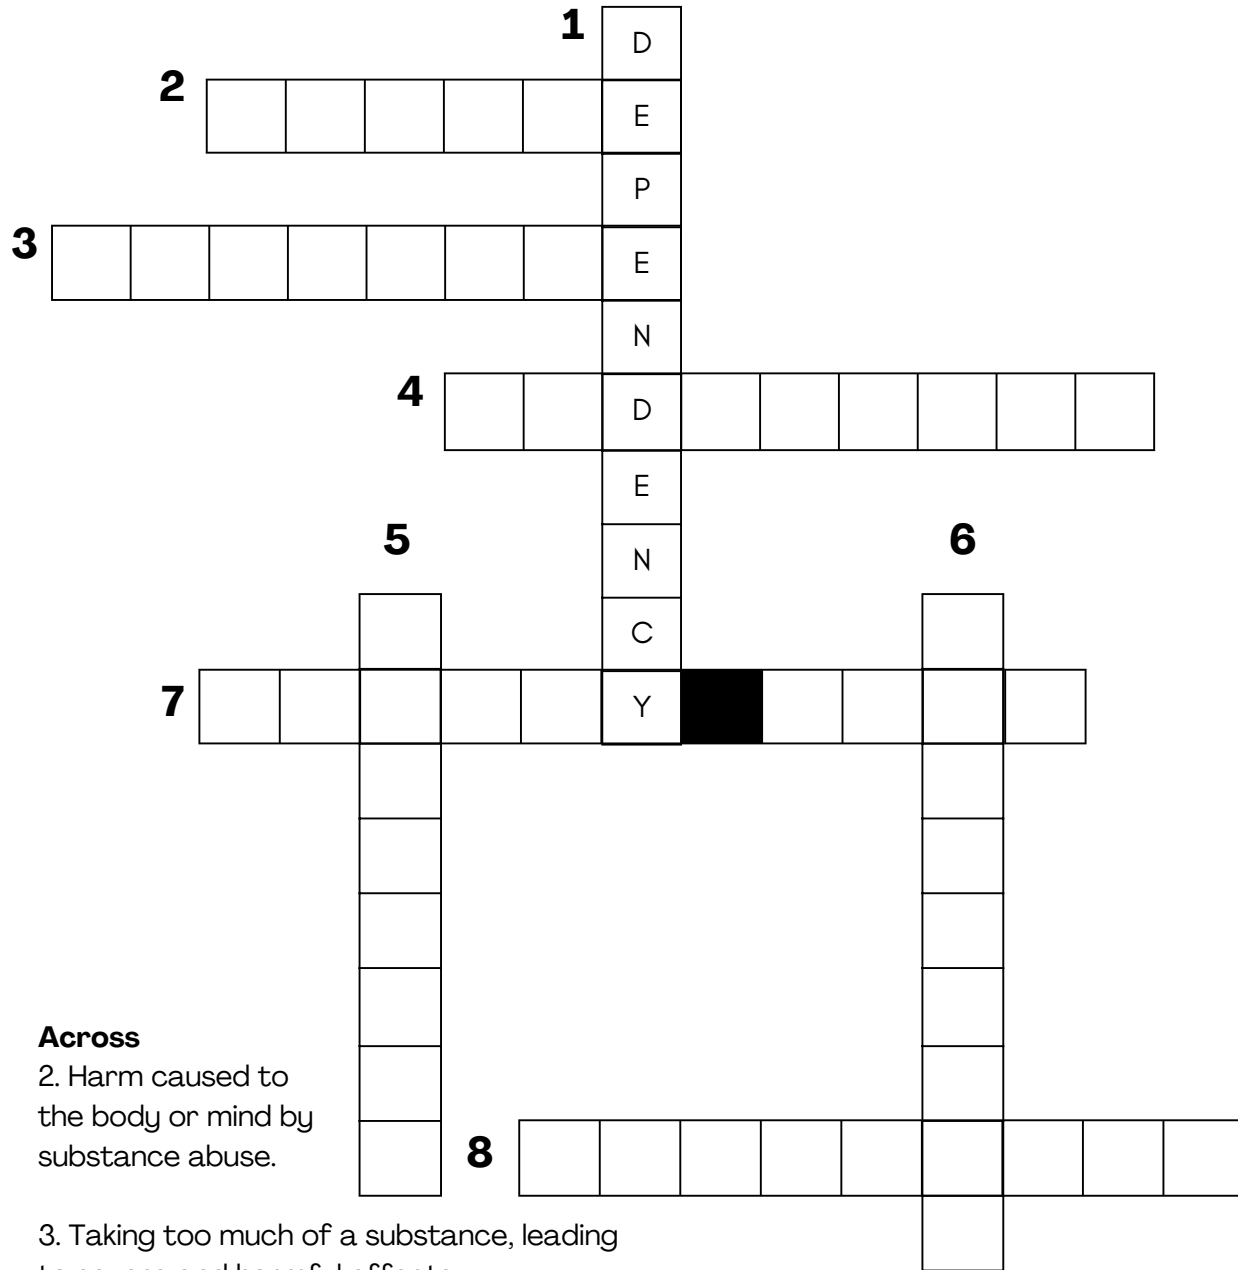 1
D
2
E
P
3
E
N
4
D
E
5
N
6
C
7
Y
Across
2. Harm caused to
the body or mind by
substance abuse.
8
3. Taking too much of a substance, leading